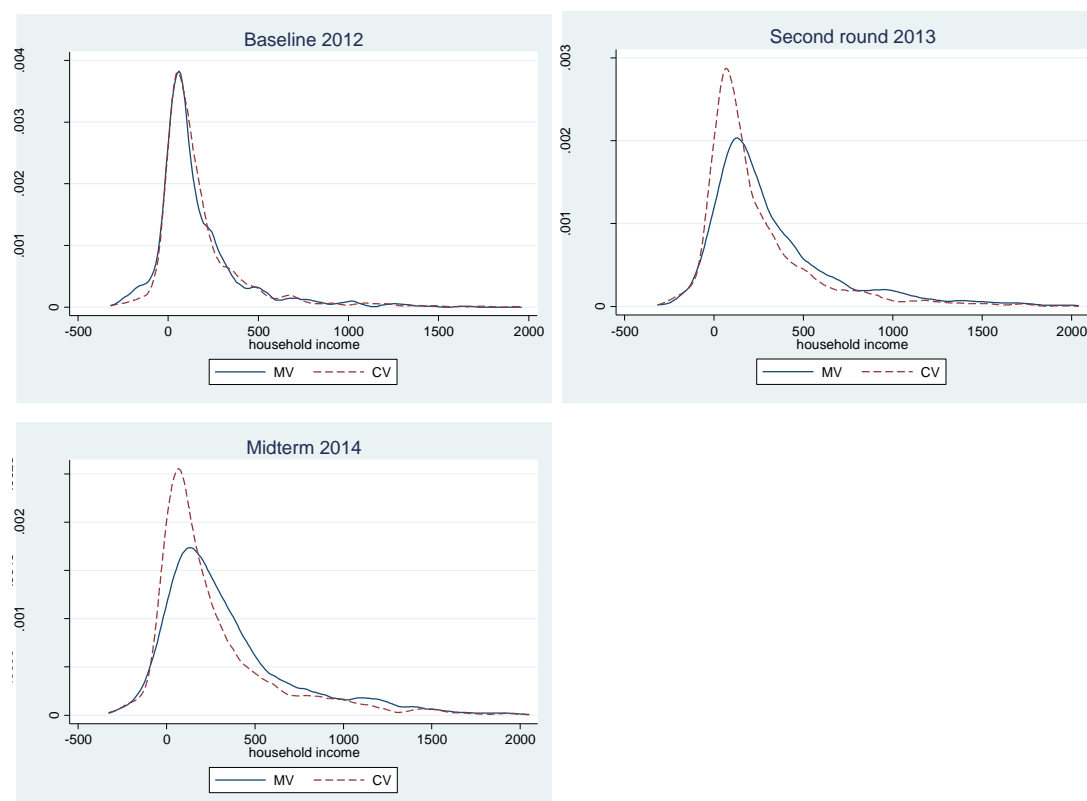 Baseline 2012
.004
.003
.002
.001
0
-500 0 500 1000 1500 2000
household income
MV CV
Second round 2013
.003
.002
.001
0
-500 0 500 1000 1500 2000
household income
MV CV
Midterm 2014
.002
.001
0
-500 0 500 1000 1500 2000
household income
MV CV